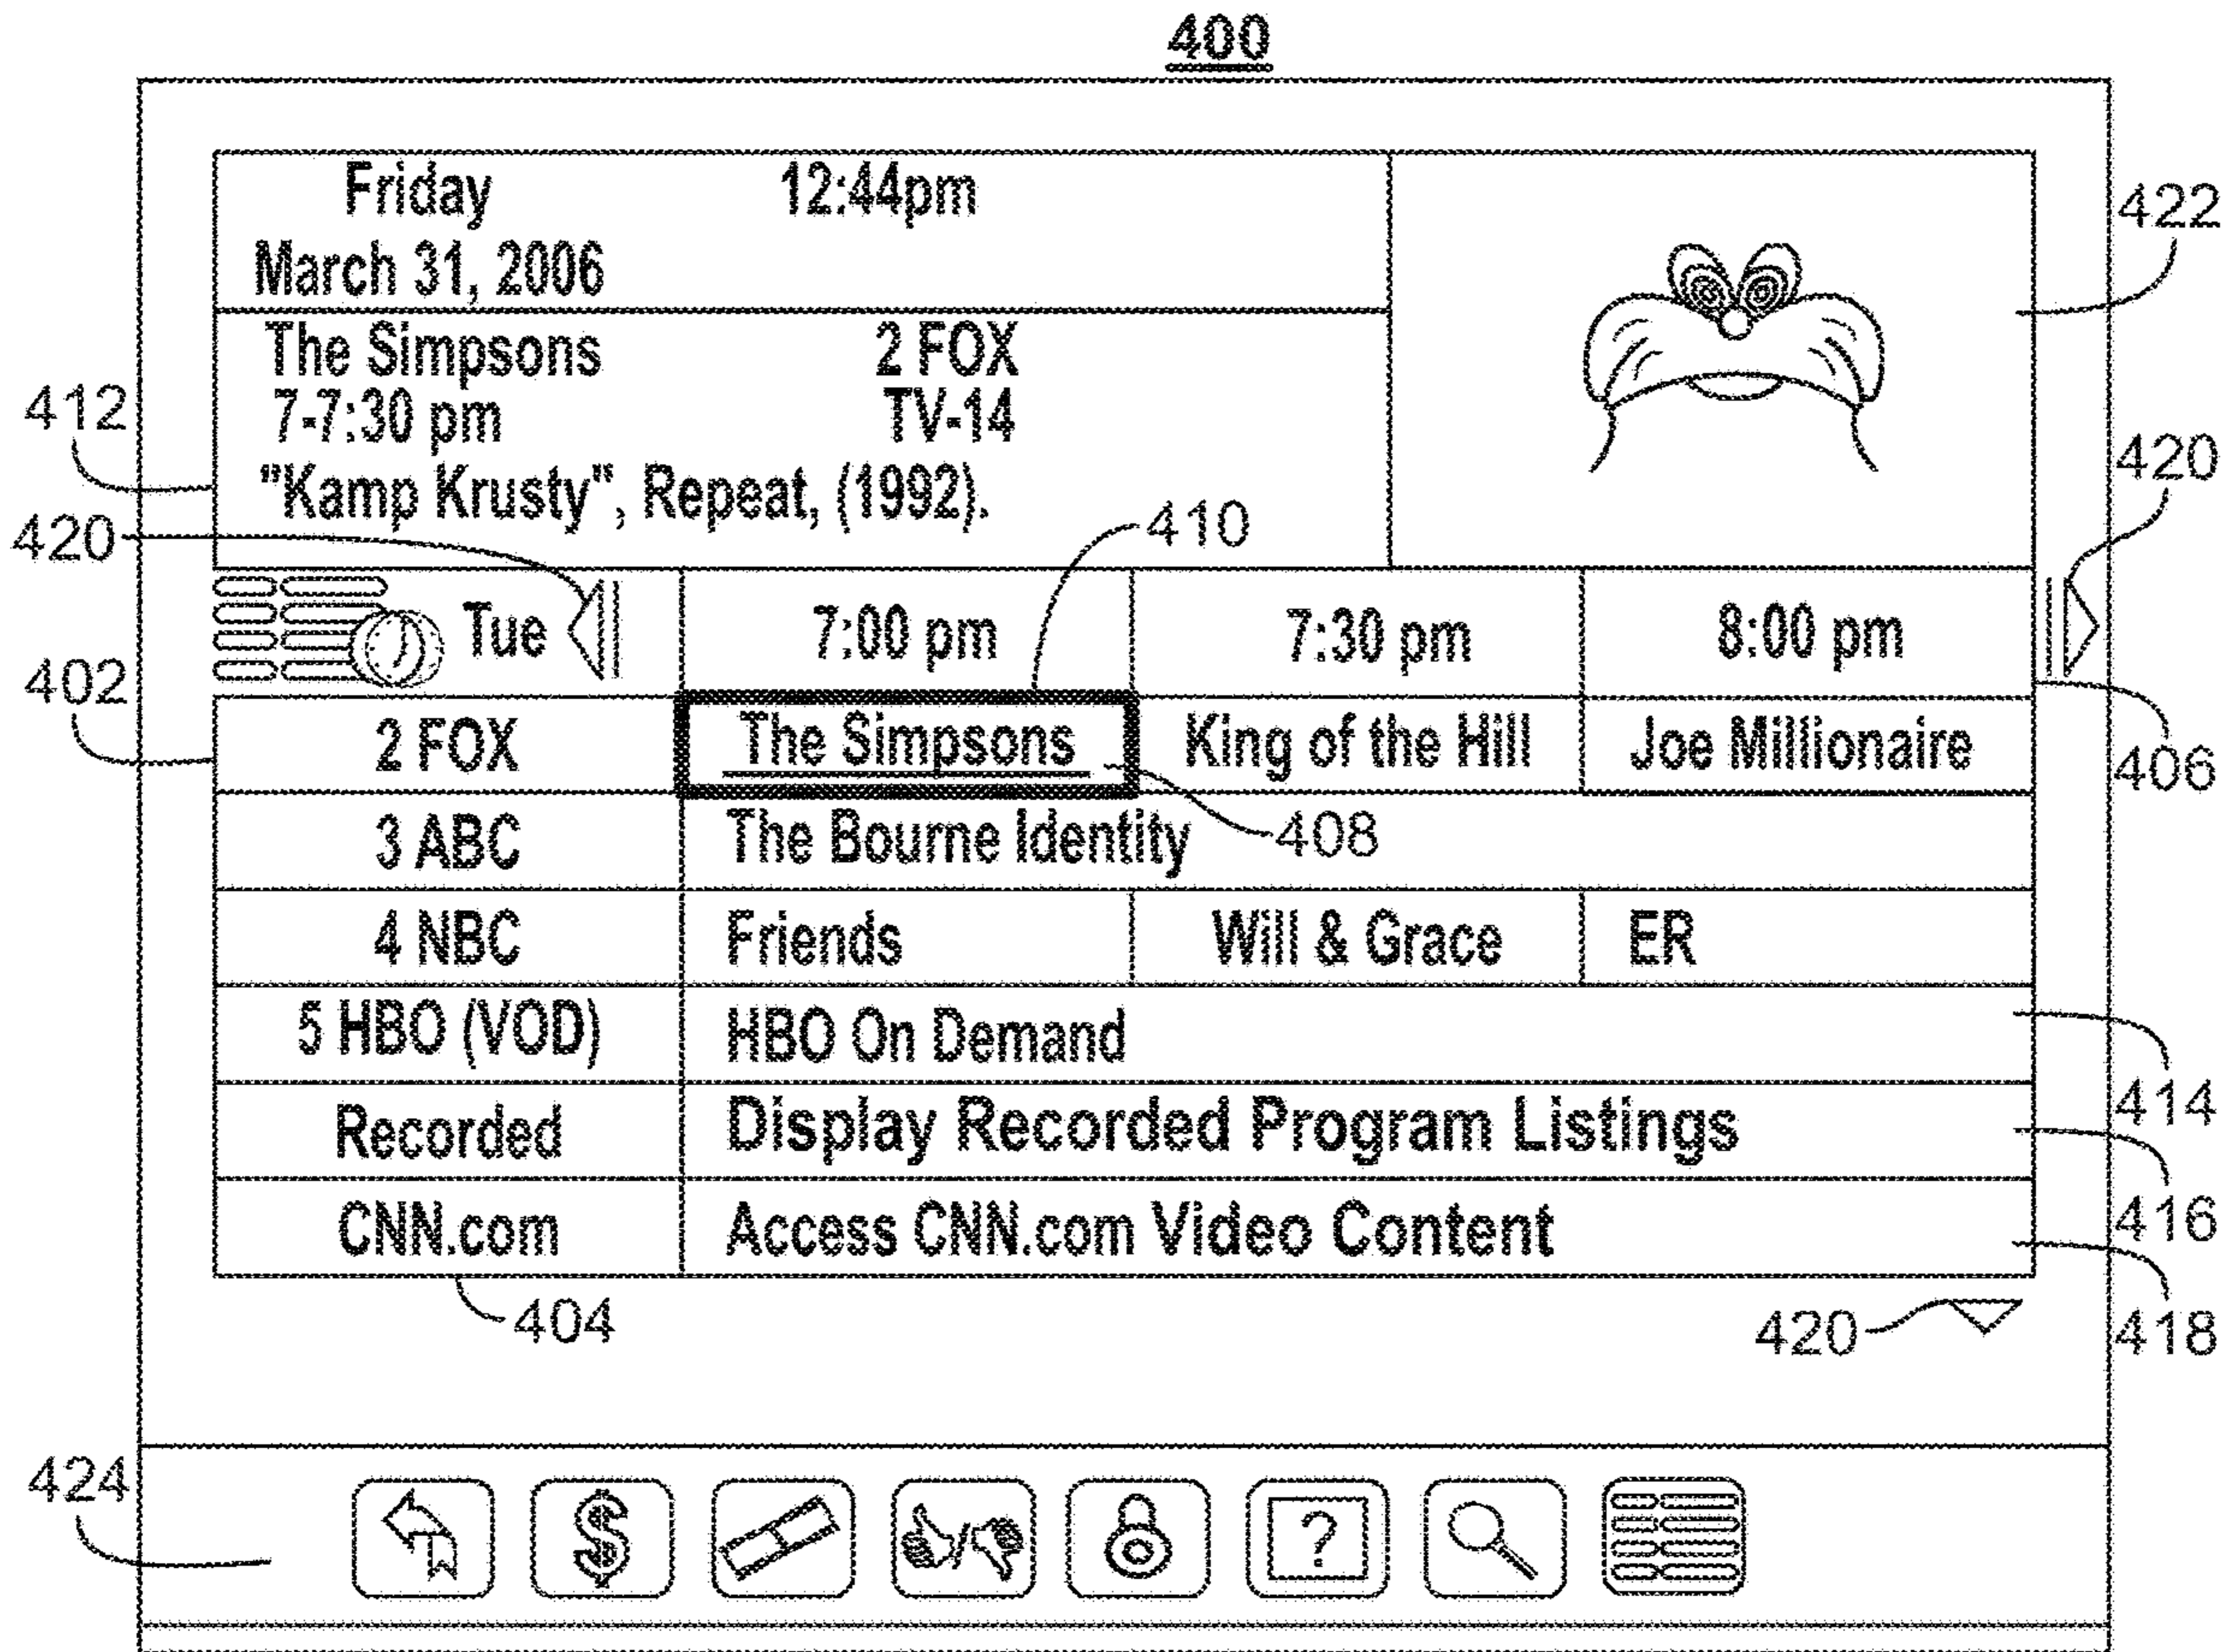 400
Friday 12:44pm
March 31, 2006
422
The Simpsons 2 FOX
412
7-7:30 pm TV-14
"Kamp Krusty", Repeat, (1992).
420
420
410
Tue 7:00 pm 7:30 pm 8:00 pm
402
2 FOX The Simpsons King of the Hill Joe Millionaire
406
3 ABC The Bourne Identity
408
4 NBC Friends Will & Grace ER
5 HBO (VOD) HBO On Demand
414
Recorded Display Recorded Program Listings
416
CNN.com Access CNN.com Video Content
404
420
418
424
$ ?